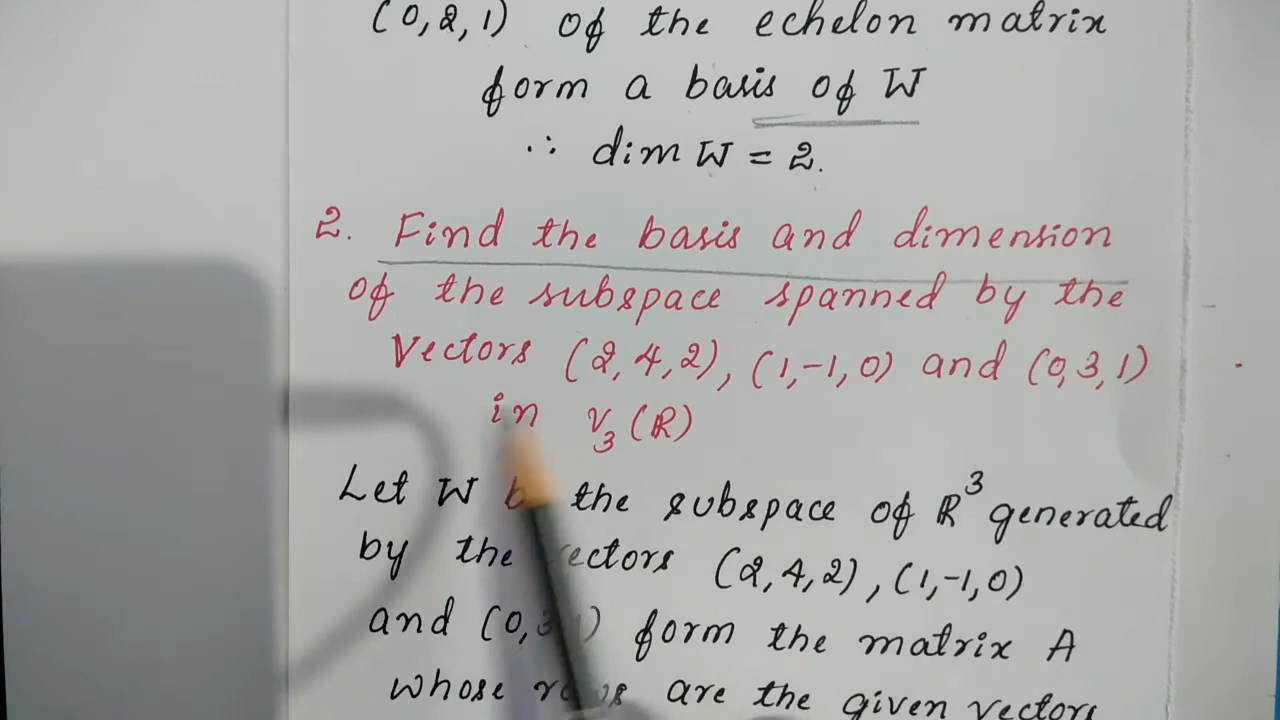 (0,2,1) of the echelon matrix
form a basis of W
∴ dim W = 2.
2. Find the basis and dimension
of the subspace spanned by the
Vectors (2,4,2), (1,-1,0) and (0,3,1)
in V₃(R)
Let W the subspace of R³ generated
by the (2,4,2), (1,-1,0)
and form the matrix A
whose are the given vectors